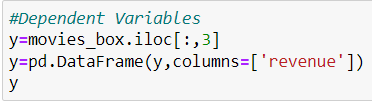 #Dependent Variables
y=movies_box.iloc[:,3]
y=pd.DataFrame(y,columns=['revenue'])
y